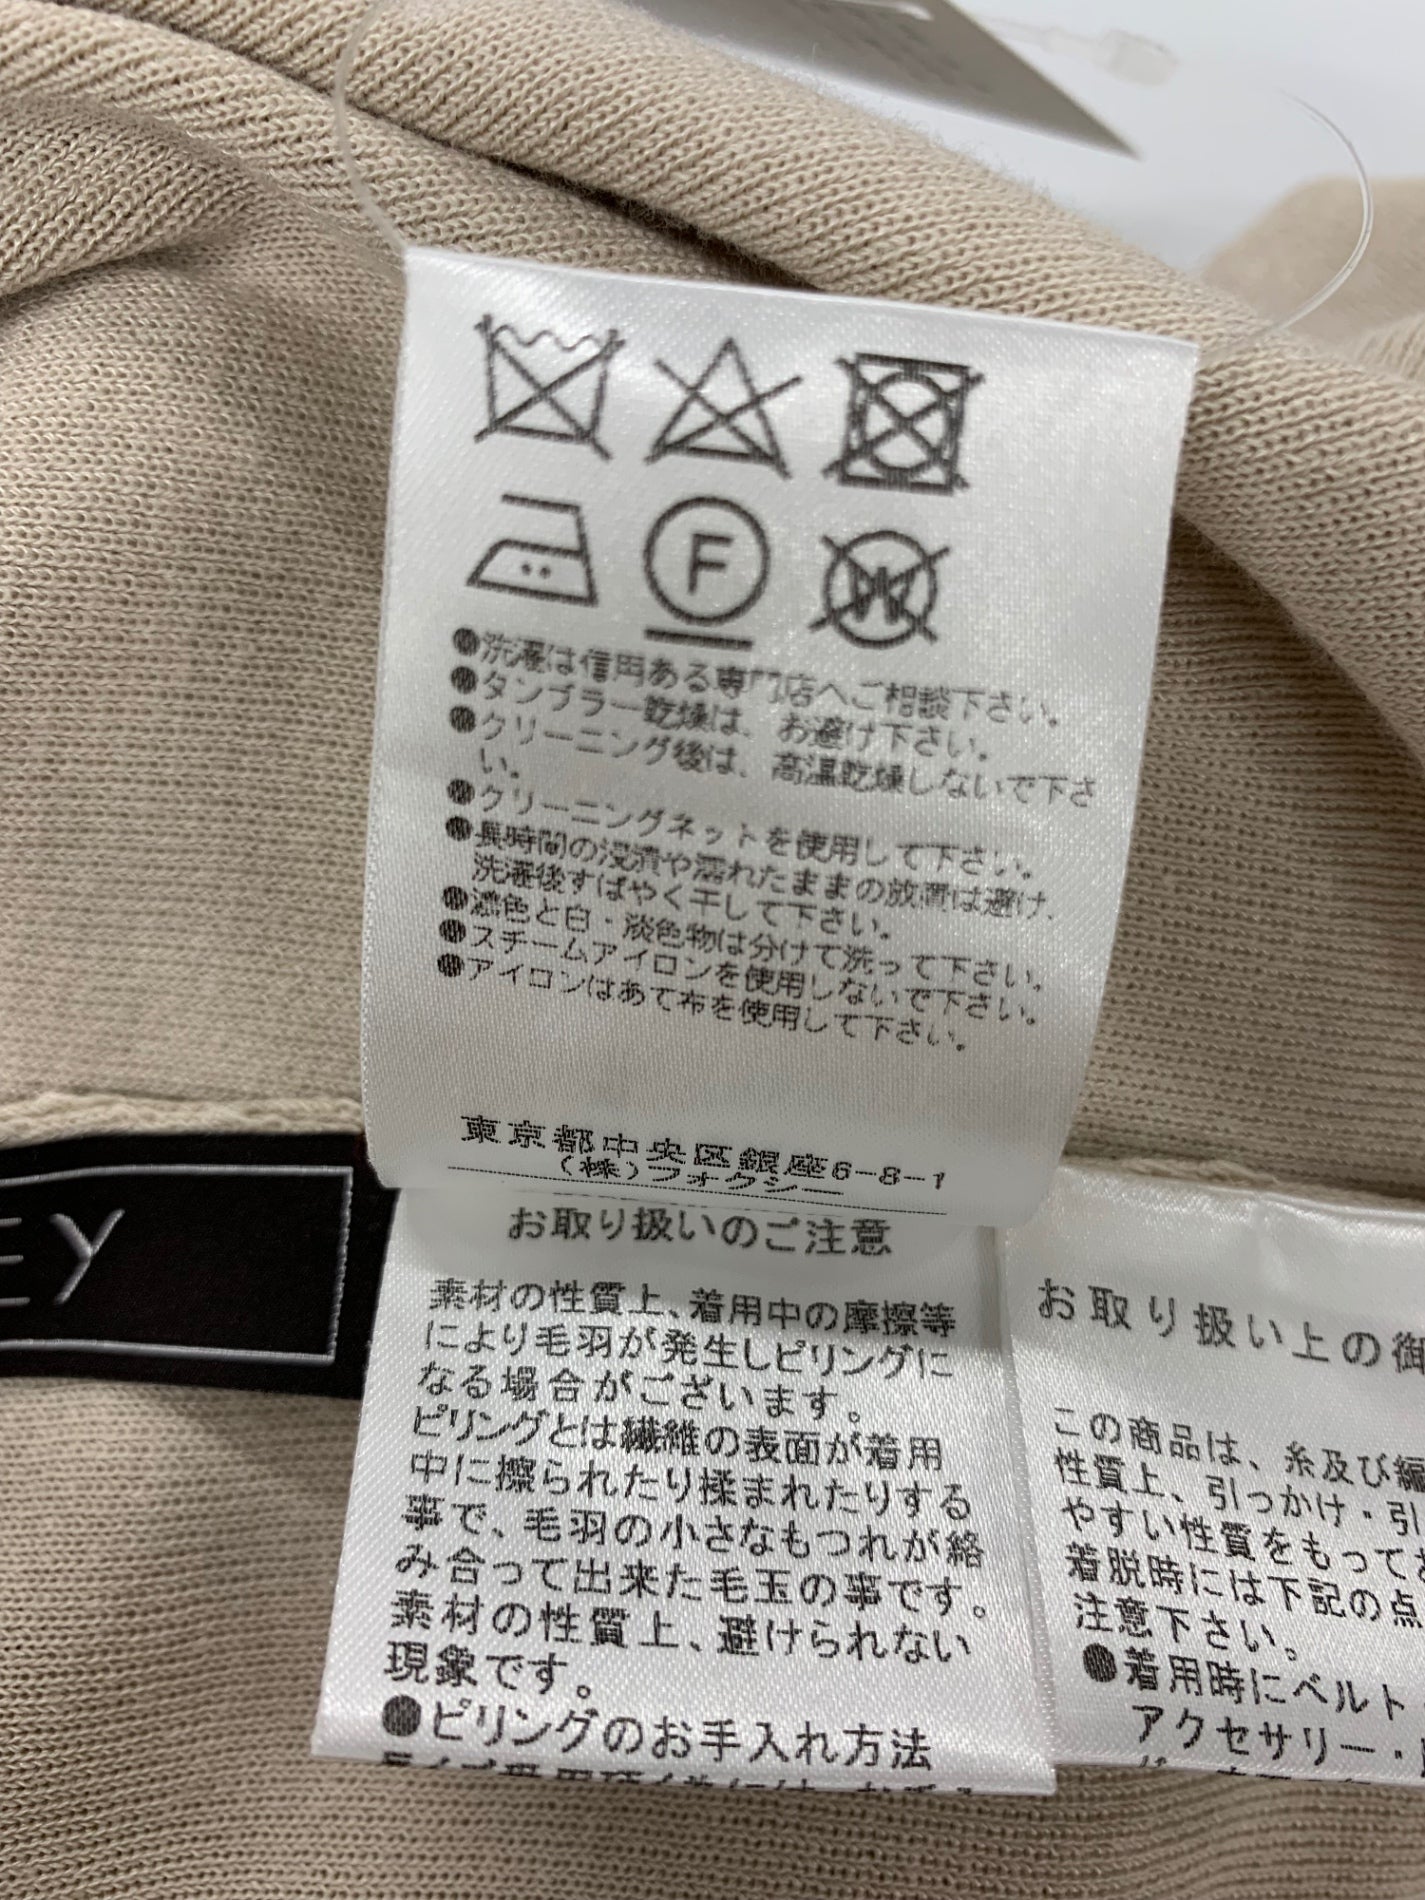 F
W
●洗濯は信用ある専門店へご相談下さい。
●タンブラー乾燥は、お避け下さい。
●クリーニング後は、高温乾燥しないで下さ
い。
●クリーニングネットを使用して下さい。
●長時間の浸漬や濡れたままの放置は避け、
洗濯後すばやく干して下さい。
●濃色と白・淡色物は分けて洗って下さい。
●スチームアイロンを使用しないで下さい。
●アイロンはあて布を使用して下さい。
東京都中央区銀座6-8-1
(株)フォクシー
EY
お取り扱いのご注意
素材の性質上、着用中の摩擦等
により毛羽が発生しピリングに
なる場合がございます。
ピリングとは繊維の表面が着用
中に擦られたり揉まれたりする
事で、毛羽の小さなもつれが絡
み合って出来た毛玉の事です。
素材の性質上、避けられない
現象です。
●ピリングのお手入れ方法
お取り扱い上の御
この商品は、糸及び編
性質上、引っかけ・引
やすい性質をもってお
着脱時には下記の点
注意下さい。
●着用時にベルト
アクセサリー・